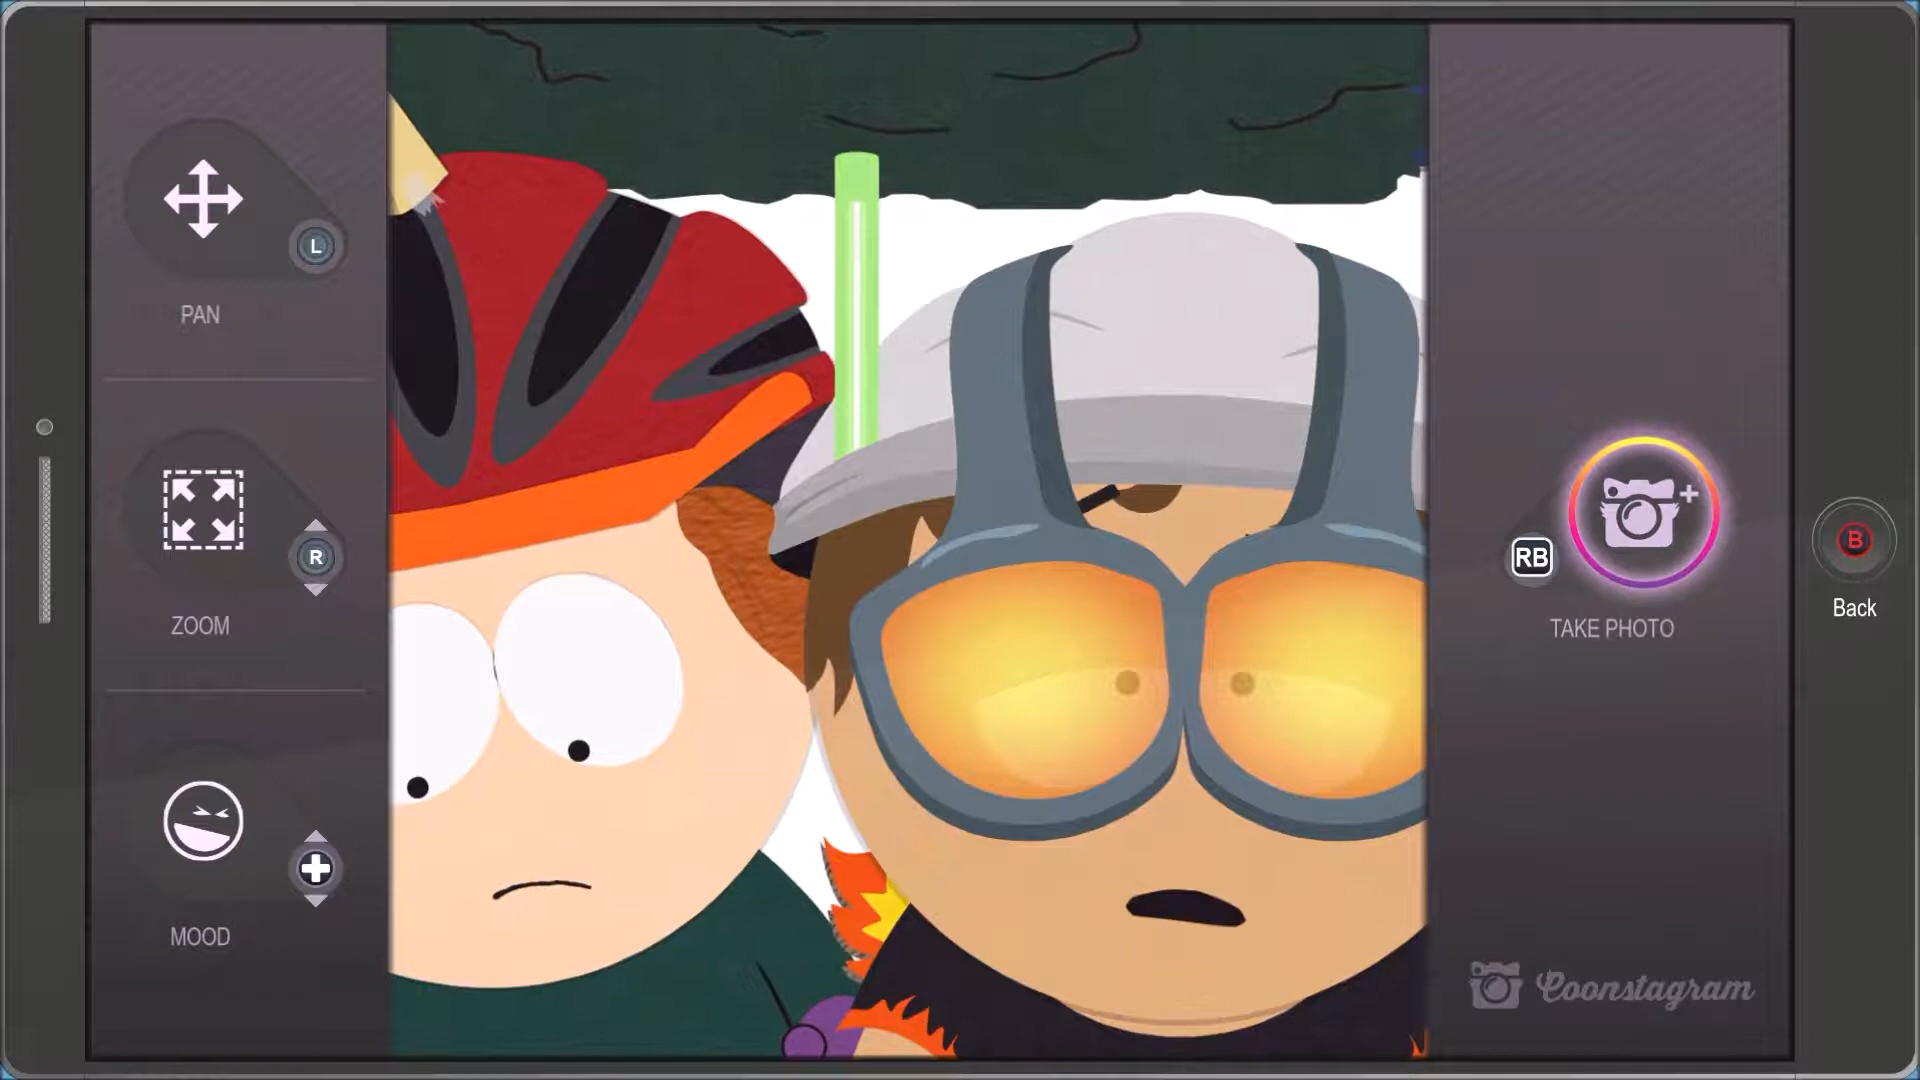 L
PAN
R
ZOOM
MOOD
RB
TAKE PHOTO
B
Back
Coonstagram